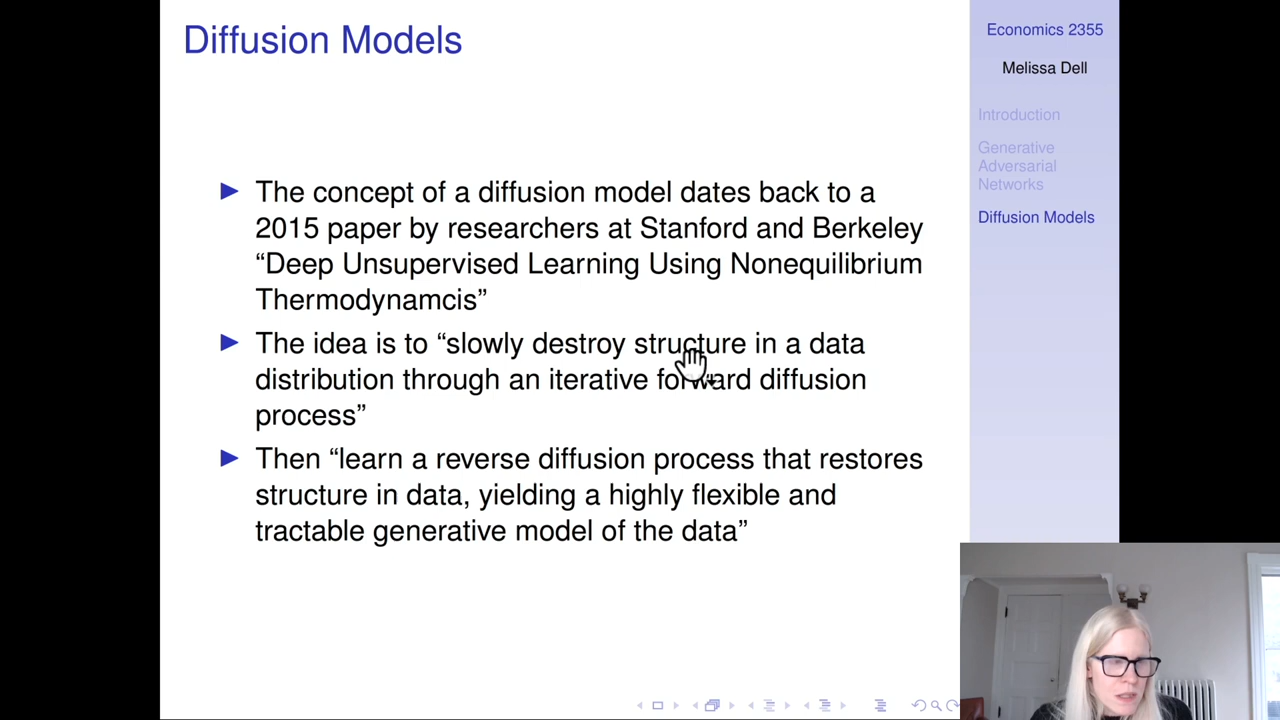 Diffusion Models
▶ The concept of a diffusion model dates back to a
2015 paper by researchers at Stanford and Berkeley
“Deep Unsupervised Learning Using Nonequilibrium
Thermodynamcis”
▶ The idea is to “slowly destroy structure in a data
distribution through an iterative forward diffusion
process”
▶ Then “learn a reverse diffusion process that restores
structure in data, yielding a highly flexible and
tractable generative model of the data”
Economics 2355
Melissa Dell
Introduction
Generative
Adversarial
Networks
Diffusion Models